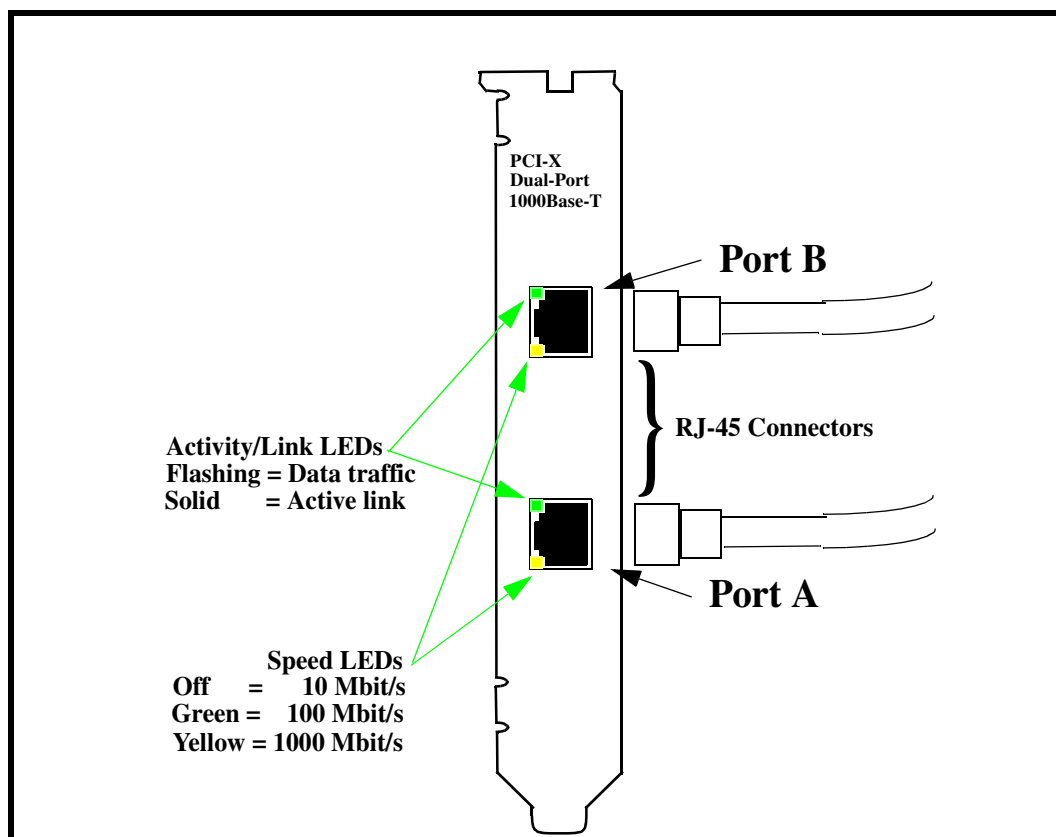 PCI-X
Dual-Port
1000Base-T
Port B
RJ-45 Connectors
Activity/Link LEDs
Flashing = Data traffic
Solid = Active link
Port A
Speed LEDs
Off = 10 Mbit/s
Green = 100 Mbit/s
Yellow = 1000 Mbit/s